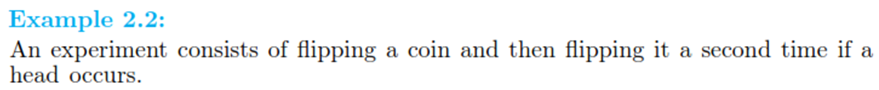 Example 2.2:
An experiment consists of flipping a coin and then flipping it a second time if a
head occurs.